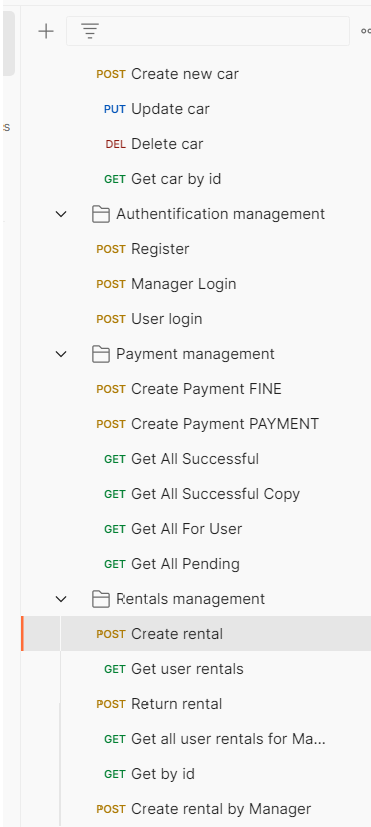 POST Create new car
PUT Update car
DEL Delete car
GET Get car by id
Authentification management
POST Register
POST Manager Login
POST User login
Payment management
POST Create Payment FINE
POST Create Payment PAYMENT
GET Get All Successful
GET Get All Successful Copy
GET Get All For User
GET Get All Pending
Rentals management
POST Create rental
GET Get user rentals
POST Return rental
GET Get all user rentals for Ma...
GET Get by id
POST Create rental by Manager